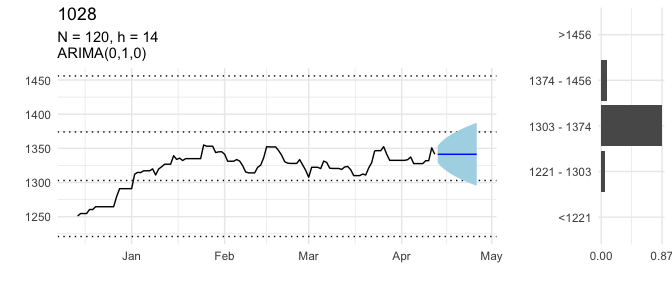 1028
N = 120, h = 14
ARIMA(0,1,0)
1450
1400
1350
1300
1250
Jan Feb Mar Apr May
>1456
1374 - 1456
1303 - 1374
1221 - 1303
<1221
0.00 0.87